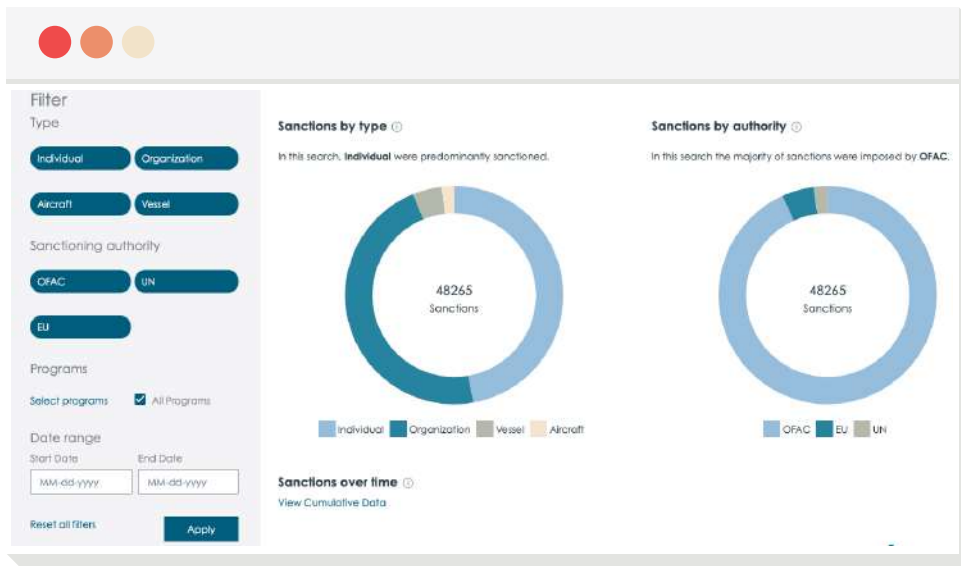 Filter
Type
Individual
Organization
Aircraft
Vessel
Sanctioning authority
OFAC
UN
EU
Programs
Select programs
All Programs
Date range
Start Date
End Date
MM-dd-yyyy
MM-dd-yyyy
Reset all filters
Apply
Sanctions by type
In this search, Individual were predominantly sanctioned.
48265
Sanctions
Individual Organization Vessel Aircraft
Sanctions by authority
In this search the majority of sanctions were imposed by OFAC.
48265
Sanctions
OFAC EU UN
Sanctions over time
View Cumulative Data